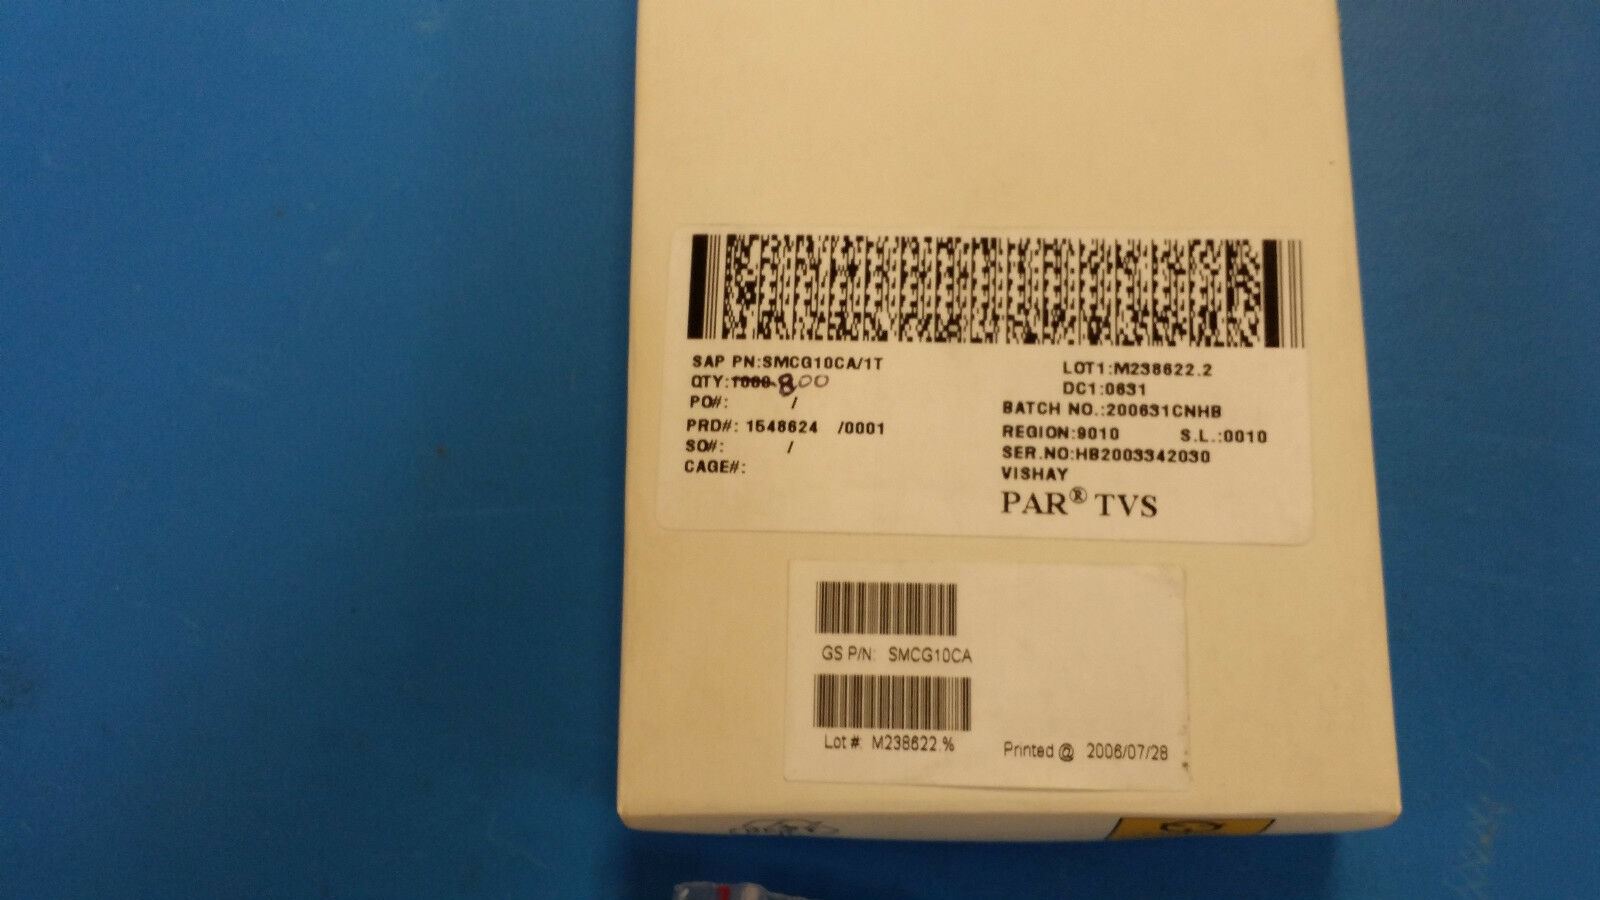 SAP PN:SMCG10CA/1T
QTY:1000 800
PO#: /
PRD#: 1548624 /0001
SO#: /
CAGE#:
LOT1:M238622.2
DC1:0631
BATCH NO.:200631CNHB
REGION:9010 S.L.:0010
SER.NO:HB2003342030
VISHAY
PAR® TVS
GS P/N: SMCG10CA
Lot #: M238622.%
Printed @ 2006/07/28